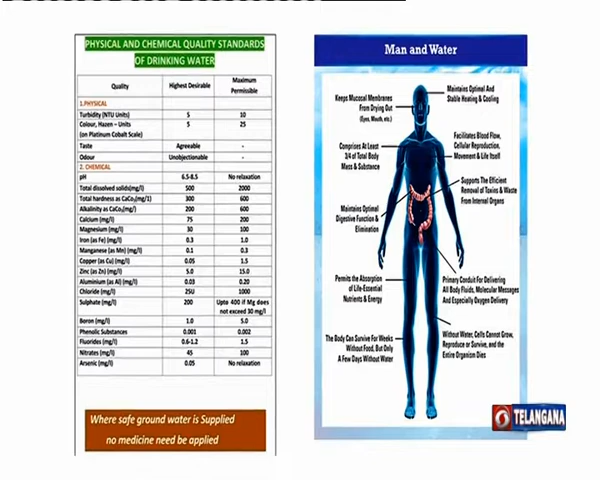 PHYSICAL AND CHEMICAL QUALITY STANDARDS
OF DRINKING WATER
Quality Highest Desirable Maximum Permissible
1.PHYSICAL
Turbidity (NTU Units) 5 10
Colour, Hazen – Units 5 25
(on Platinum Cobalt Scale)
Taste Agreeable -
Odour Unobjectionable -
2. CHEMICAL
pH 6.5-8.5 No relaxation
Total dissolved solids(mg/l) 500 2000
Total hardness as CaCO₃(mg/1) 300 600
Alkalinity as CaCO₃(mg/) 200 600
Calcium (mg/l) 75 200
Magnesium (mg/l) 30 100
Iron (as Fe) (mg/l) 0.3 1.0
Manganese (as Mn) (mg/l) 0.1 0.3
Copper (as Cu) (mg/l) 0.05 1.5
Zinc (as Zn) (mg/l) 5.0 15.0
Aluminium (as Al) (mg/l) 0.03 0.20
Chloride (mg/l) 25U 1000
Sulphate (mg/l) 200 Upto 400 if Mg does
not exceed 30 mg/l
Boron (mg/l) 1.0 5.0
Phenolic Substances 0.001 0.002
Fluorides (mg/l) 0.6-1.2 1.5
Nitrates (mg/l) 45 100
Arsenic (mg/l) 0.05 No relaxation
Where safe ground water is Supplied
no medicine need be applied
Man and Water
Keeps Mucosal Membranes
From Drying Out
(Eyes, Mouth, etc.)
Comprises At Least
3/4 of Total Body
Mass & Substance
Maintains Optimal
Digestive Function &
Elimination
Permits the Absorption
of Life-Essential
Nutrients & Energy
The Body Can Survive For Weeks
Without Food, But Only
A Few Days Without Water
Maintains Optimal And
Stable Heating & Cooling
Facilitates Blood Flow,
Cellular Reproduction,
Movement & Life Itself
Supports The Efficient
Removal of Toxins & Waste
From Internal Organs
Primary Conduit For Delivering
All Body Fluids, Molecular Messages
And Especially Oxygen Delivery
Without Water, Cells Cannot Grow,
Reproduce or Survive, and the
Entire Organism Dies
TELANGANA